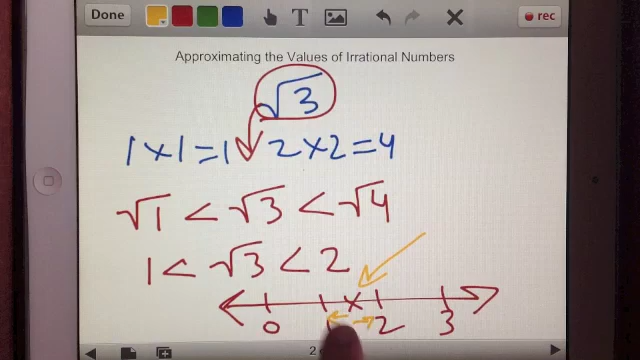 Done T rec
Approximating the Values of Irrational Numbers
√3
1×1=1 2×2=4
√1 < √3 < √4
1 < √3 < 2
0 2 3
2